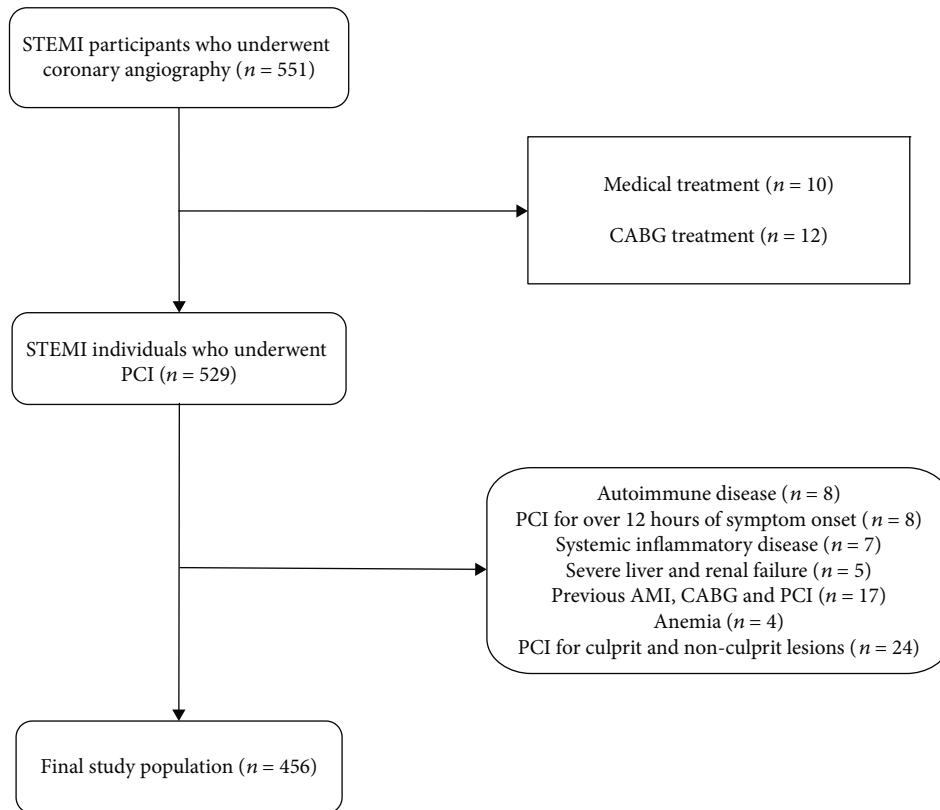 STEMI participants who underwent
coronary angiography (n = 551)
Medical treatment (n = 10)
CABG treatment (n = 12)
STEMI individuals who underwent
PCI (n = 529)
Autoimmune disease (n = 8)
PCI for over 12 hours of symptom onset (n = 8)
Systemic inflammatory disease (n = 7)
Severe liver and renal failure (n = 5)
Previous AMI, CABG and PCI (n = 17)
Anemia (n = 4)
PCI for culprit and non-culprit lesions (n = 24)
Final study population (n = 456)